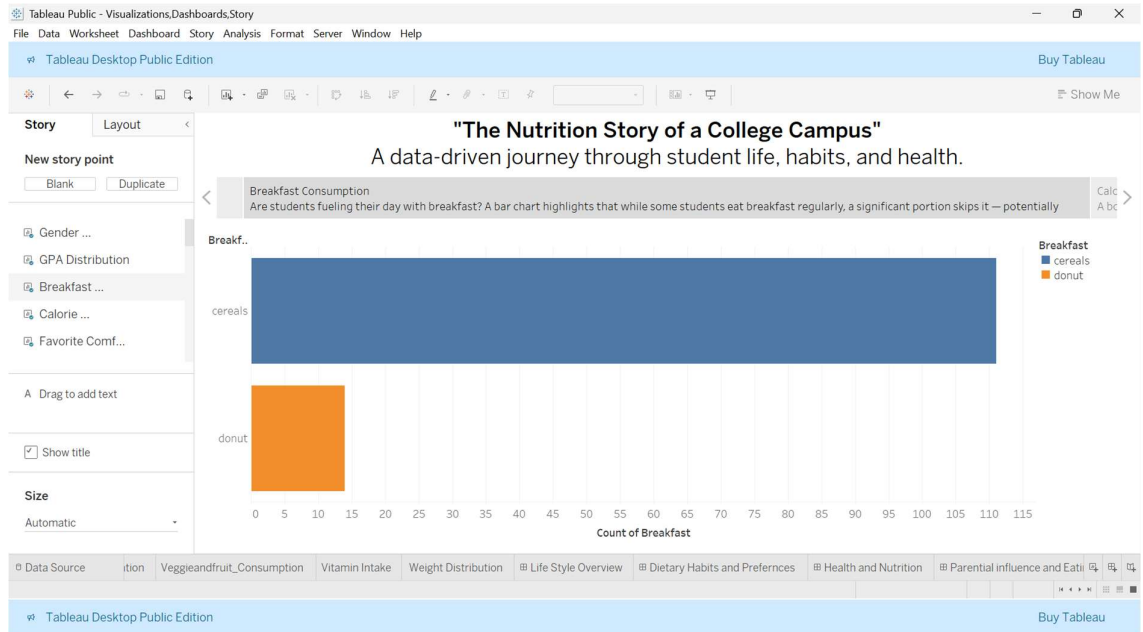 Tableau Public - Visualizations,Dashboards,Story
File Data Worksheet Dashboard Story Analysis Format Server Window Help
Tableau Desktop Public Edition Buy Tableau
Show Me
Story Layout
"The Nutrition Story of a College Campus"
A data-driven journey through student life, habits, and health.
New story point
Blank Duplicate
Breakfast Consumption
Are students fueling their day with breakfast? A bar chart highlights that while some students eat breakfast regularly, a significant portion skips it — potentially
Calc
A bc
Gender ...
GPA Distribution
Breakfast ...
Calorie ...
Favorite Comf...
A Drag to add text
Show title
Size
Automatic
Breakf..
cereals
donut
0 5 10 15 20 25 30 35 40 45 50 55 60 65 70 75 80 85 90 95 100 105 110 115
Count of Breakfast
Breakfast
cereals
donut
Data Source ition Veggieandfruit_Consumption Vitamin Intake Weight Distribution Life Style Overview Dietary Habits and Prefernces Health and Nutrition Parential influence and Eati
Tableau Desktop Public Edition Buy Tableau